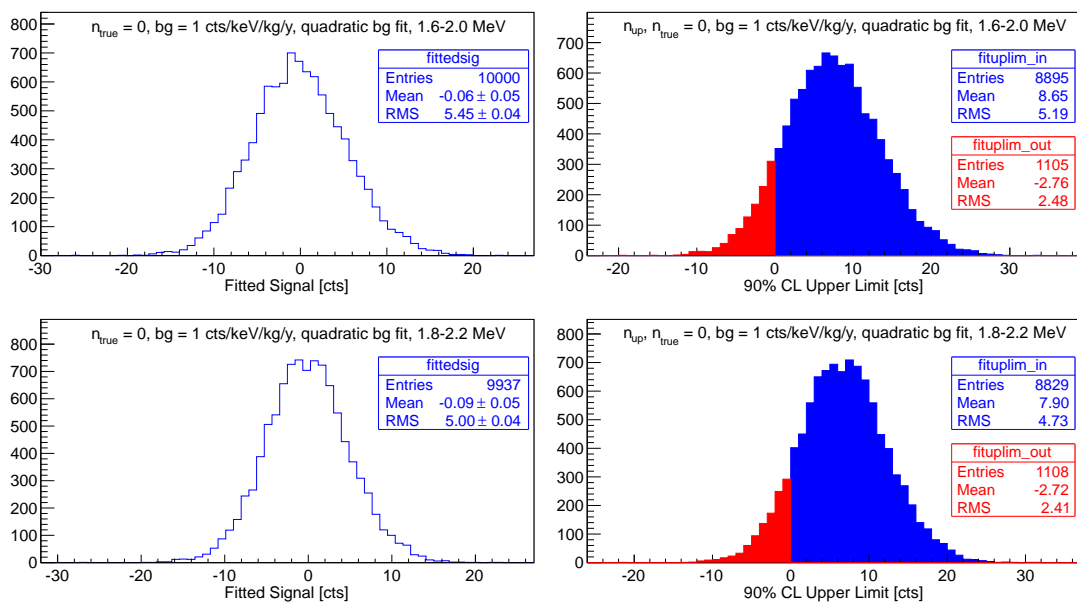 n_true = 0, bg = 1 cts/keV/kg/y, quadratic bg fit, 1.6-2.0 MeV
fittedsig
Entries 10000
Mean -0.06 ± 0.05
RMS 5.45 ± 0.04
800
700
600
500
400
300
200
100
0
-30 -20 -10 0 10 20
Fitted Signal [cts]
n_up, n_true = 0, bg = 1 cts/keV/kg/y, quadratic bg fit, 1.6-2.0 MeV
fituplim_in
Entries 8895
Mean 8.65
RMS 5.19
fituplim_out
Entries 1105
Mean -2.76
RMS 2.48
700
600
500
400
300
200
100
0
-20 -10 0 10 20 30
90% CL Upper Limit [cts]
n_true = 0, bg = 1 cts/keV/kg/y, quadratic bg fit, 1.8-2.2 MeV
fittedsig
Entries 9937
Mean -0.09 ± 0.05
RMS 5.00 ± 0.04
800
700
600
500
400
300
200
100
0
-30 -20 -10 0 10 20
Fitted Signal [cts]
n_up, n_true = 0, bg = 1 cts/keV/kg/y, quadratic bg fit, 1.8-2.2 MeV
fituplim_in
Entries 8829
Mean 7.90
RMS 4.73
fituplim_out
Entries 1108
Mean -2.72
RMS 2.41
800
700
600
500
400
300
200
100
0
-20 -10 0 10 20 30
90% CL Upper Limit [cts]